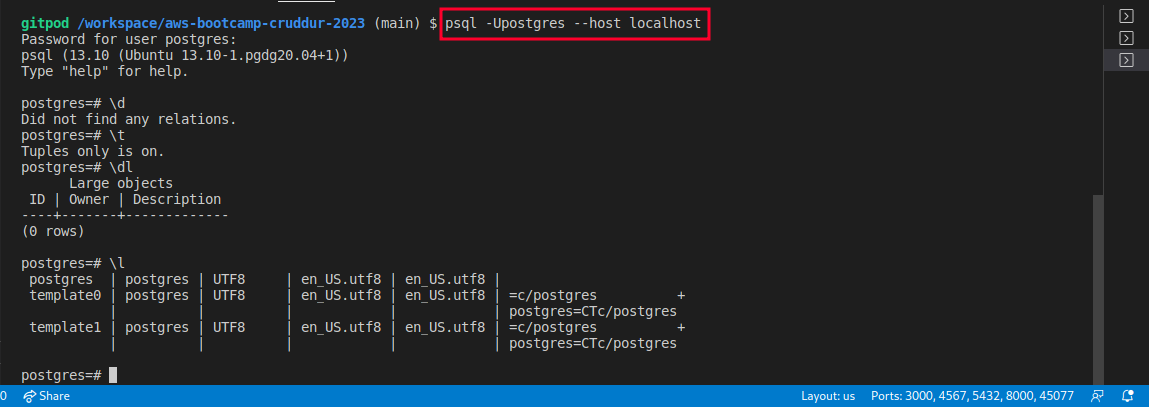 gitpod /workspace/aws-bootcamp-cruddur-2023 (main) $ psql -Upostgres --host localhost
Password for user postgres:
psql (13.10 (Ubuntu 13.10-1.pgdg20.04+1))
Type "help" for help.

postgres=# \d
Did not find any relations.
postgres=# \t
Tuples only is on.
postgres=# \dl
      Large objects
 ID | Owner | Description
----+-------+-------------
(0 rows)

postgres=# \l
 postgres  | postgres | UTF8     | en_US.utf8 | en_US.utf8 |
 template0 | postgres | UTF8     | en_US.utf8 | en_US.utf8 | =c/postgres          +
           |          |          |            |            | postgres=CTc/postgres
 template1 | postgres | UTF8     | en_US.utf8 | en_US.utf8 | =c/postgres          +
           |          |          |            |            | postgres=CTc/postgres

postgres=#
0 Share Layout: us Ports: 3000, 4567, 5432, 8000, 45077